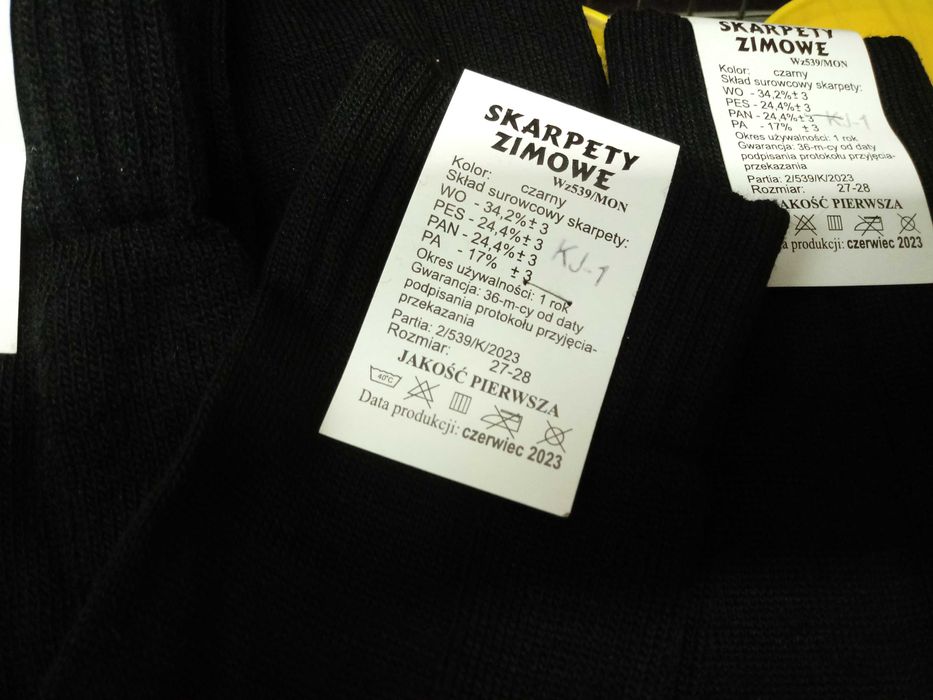 SKARPETY
ZIMOWE
Wz539/MON
Kolor: czarny
Skład surowcowy skarpety:
WO - 34,2%± 3
PES - 24,4%± 3
PAN - 24,4%± 3
PA - 17% ± 3
KJ-1
Okres używalności: 1 rok
Gwarancja: 36-m-cy od daty
podpisania protokołu przyjęcia-
przekazania
Partia: 2/539/K/2023
Rozmiar: 27-28
JAKOŚĆ PIERWSZA
40°C
Data produkcji: czerwiec 2023
SKARPETY
ZIMOWE
Wz539/MON
Kolor: czarny
Skład surowcowy skarpety:
WO - 34,2%± 3
PES - 24,4%± 3
PAN - 24,4%± 3
PA - 17% ± 3
KJ-1
Okres używalności: 1 rok
Gwarancja: 36-m-cy od daty
podpisania protokołu przyjęcia-
przekazania
Partia: 2/539/K/2023
Rozmiar: 27-28
JAKOŚĆ PIERWSZA
a produkcji: czerwiec 2023